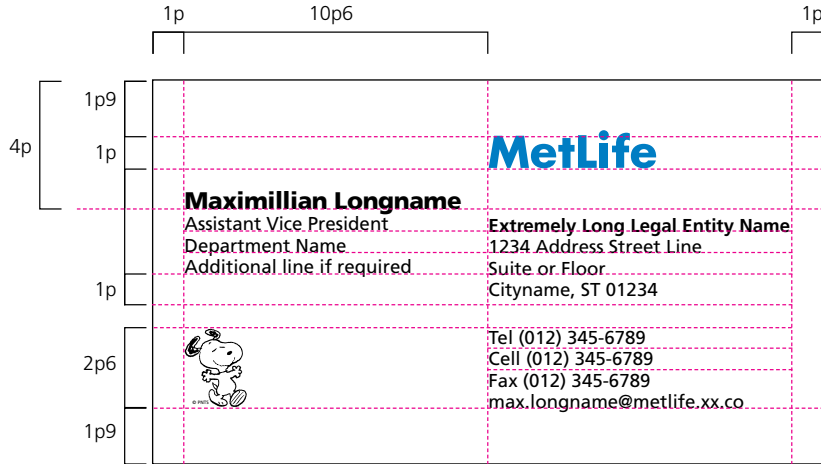 1p 10p6 1p
1p9
4p
1p
MetLife
Maximillian Longname
Assistant Vice President
Department Name
Additional line if required
Extremely Long Legal Entity Name
1234 Address Street Line
Suite or Floor
Cityname, ST 01234
1p
2p6
Tel (012) 345-6789
Cell (012) 345-6789
Fax (012) 345-6789
max.longname@metlife.xx.co
© PNTS
1p9